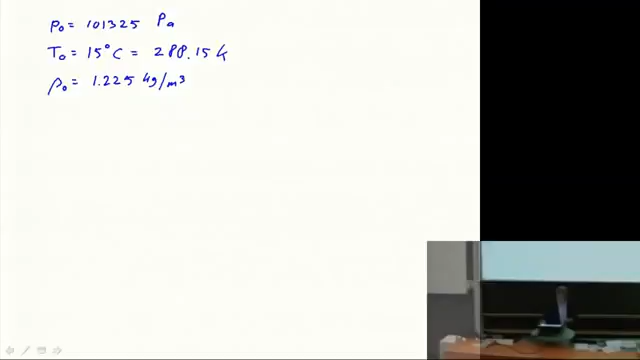 p₀ = 101325 Pa
T₀ = 15°C = 288.15 K
ρ₀ = 1.225 kg/m³